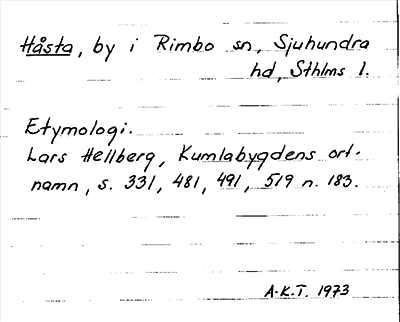 Håsta, by i Rimbo sn, Sjuhundra
hd, Sthlms l.
Etymologi.
Lars Hellberg, Kumlabygdens ort-
namn, s. 331, 481, 491, 519 n. 183.
A.K.T. 1973